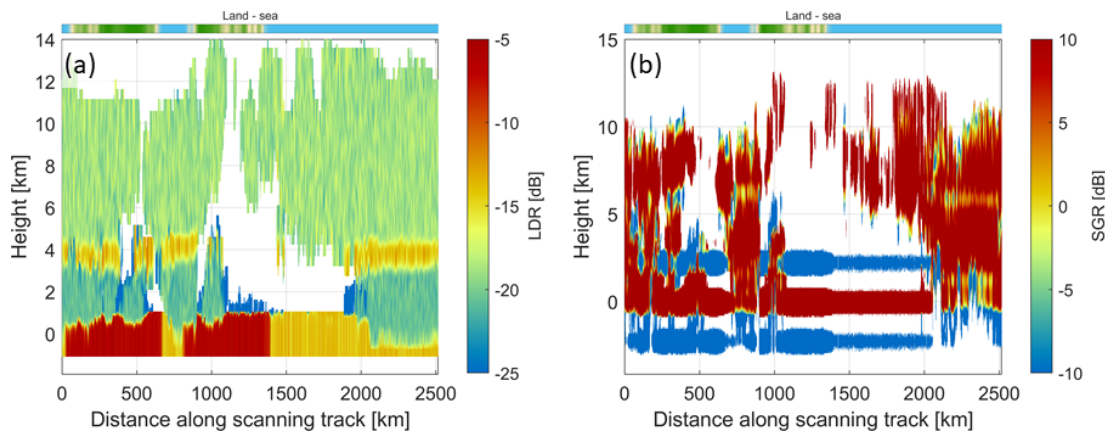 Land - sea
14
12
10
8
6
4
2
0
(a)
Height [km]
0 500 1000 1500 2000 2500
Distance along scanning track [km]
-5
-10
-15
-20
-25
LDR [dB]
Land - sea
15
10
5
0
(b)
Height [km]
0 500 1000 1500 2000 2500
Distance along scanning track [km]
10
5
0
-5
-10
SGR [dB]